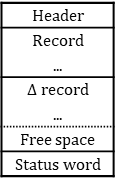 Header
Record
...
Δ record
...
Free space
Status word